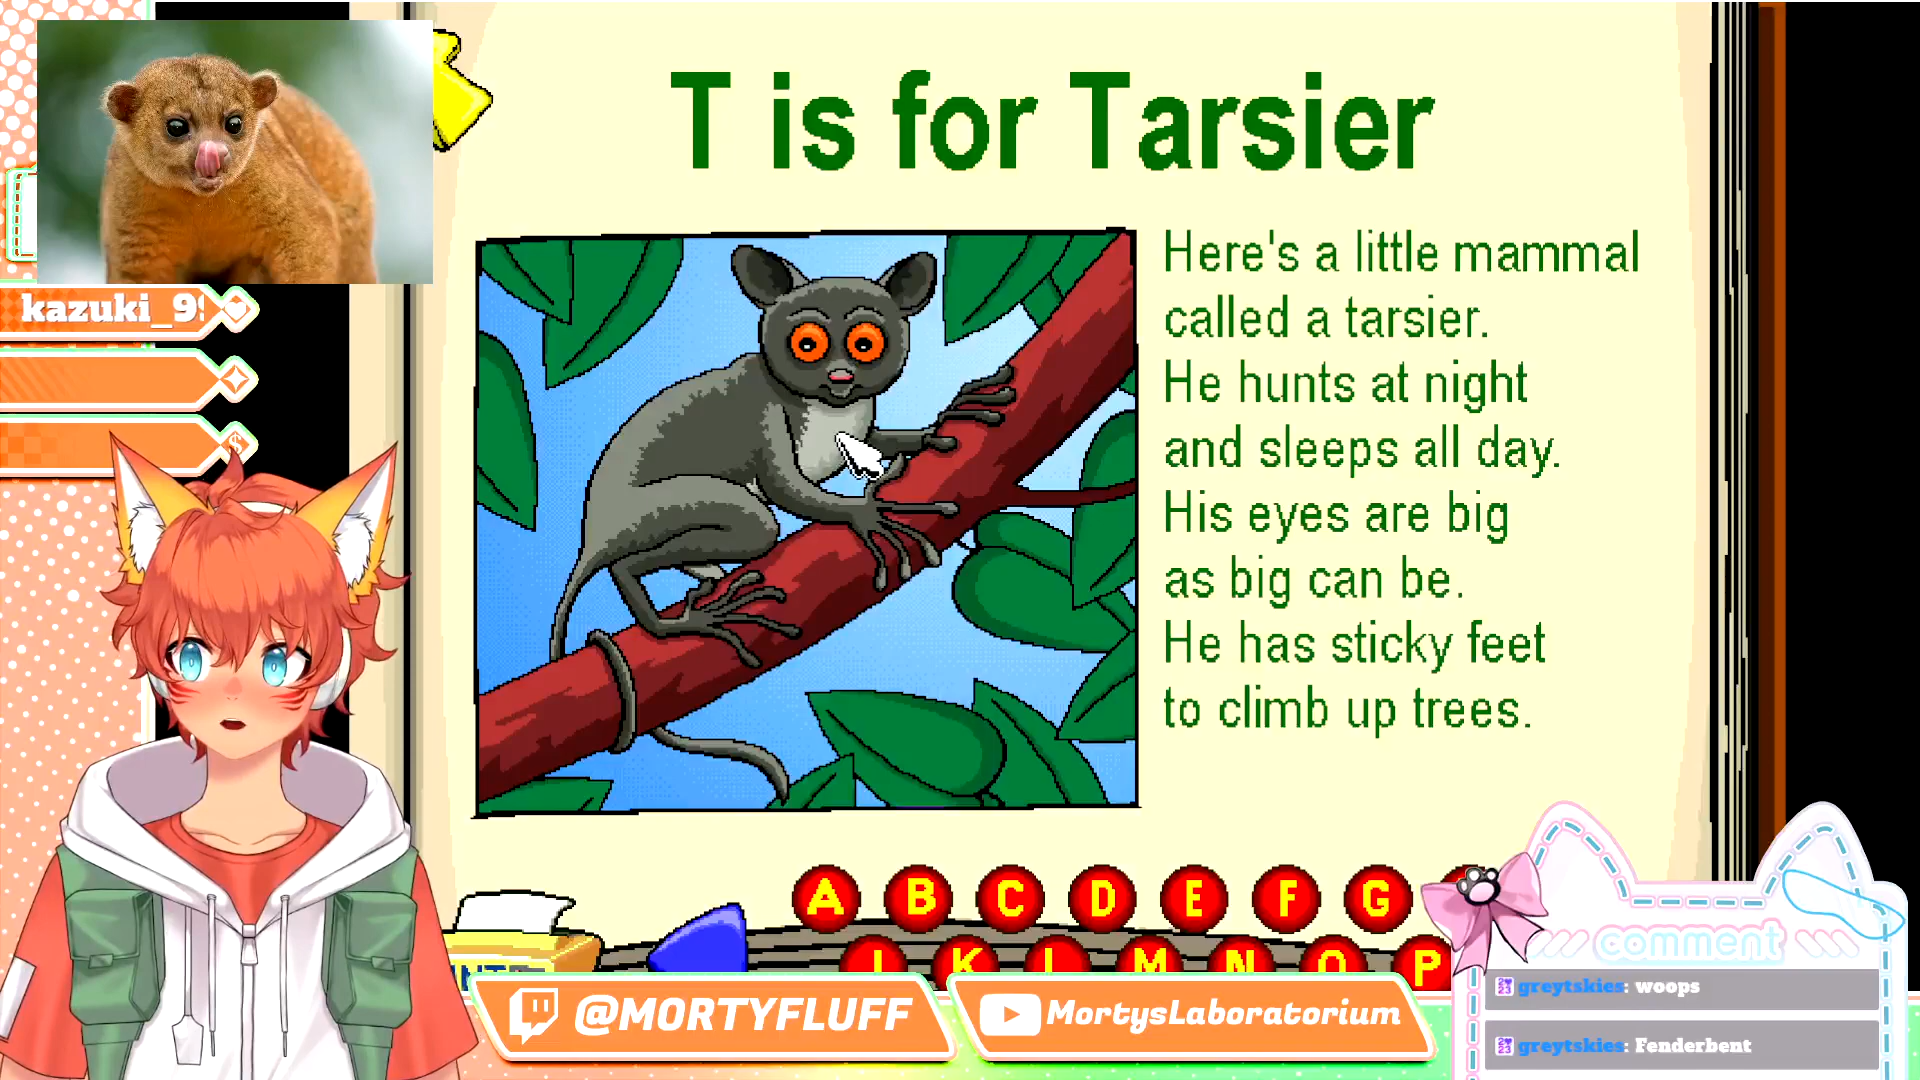 T is for Tarsier
Here's a little mammal
called a tarsier.
He hunts at night
and sleeps all day.
His eyes are big
as big can be.
He has sticky feet
to climb up trees.
kazuki_9
A B C D E F G
K L M N O P
@MORTYFLUFF
MortysLaboratorium
comment
greytskies: woops
greytskies: Fenderbent